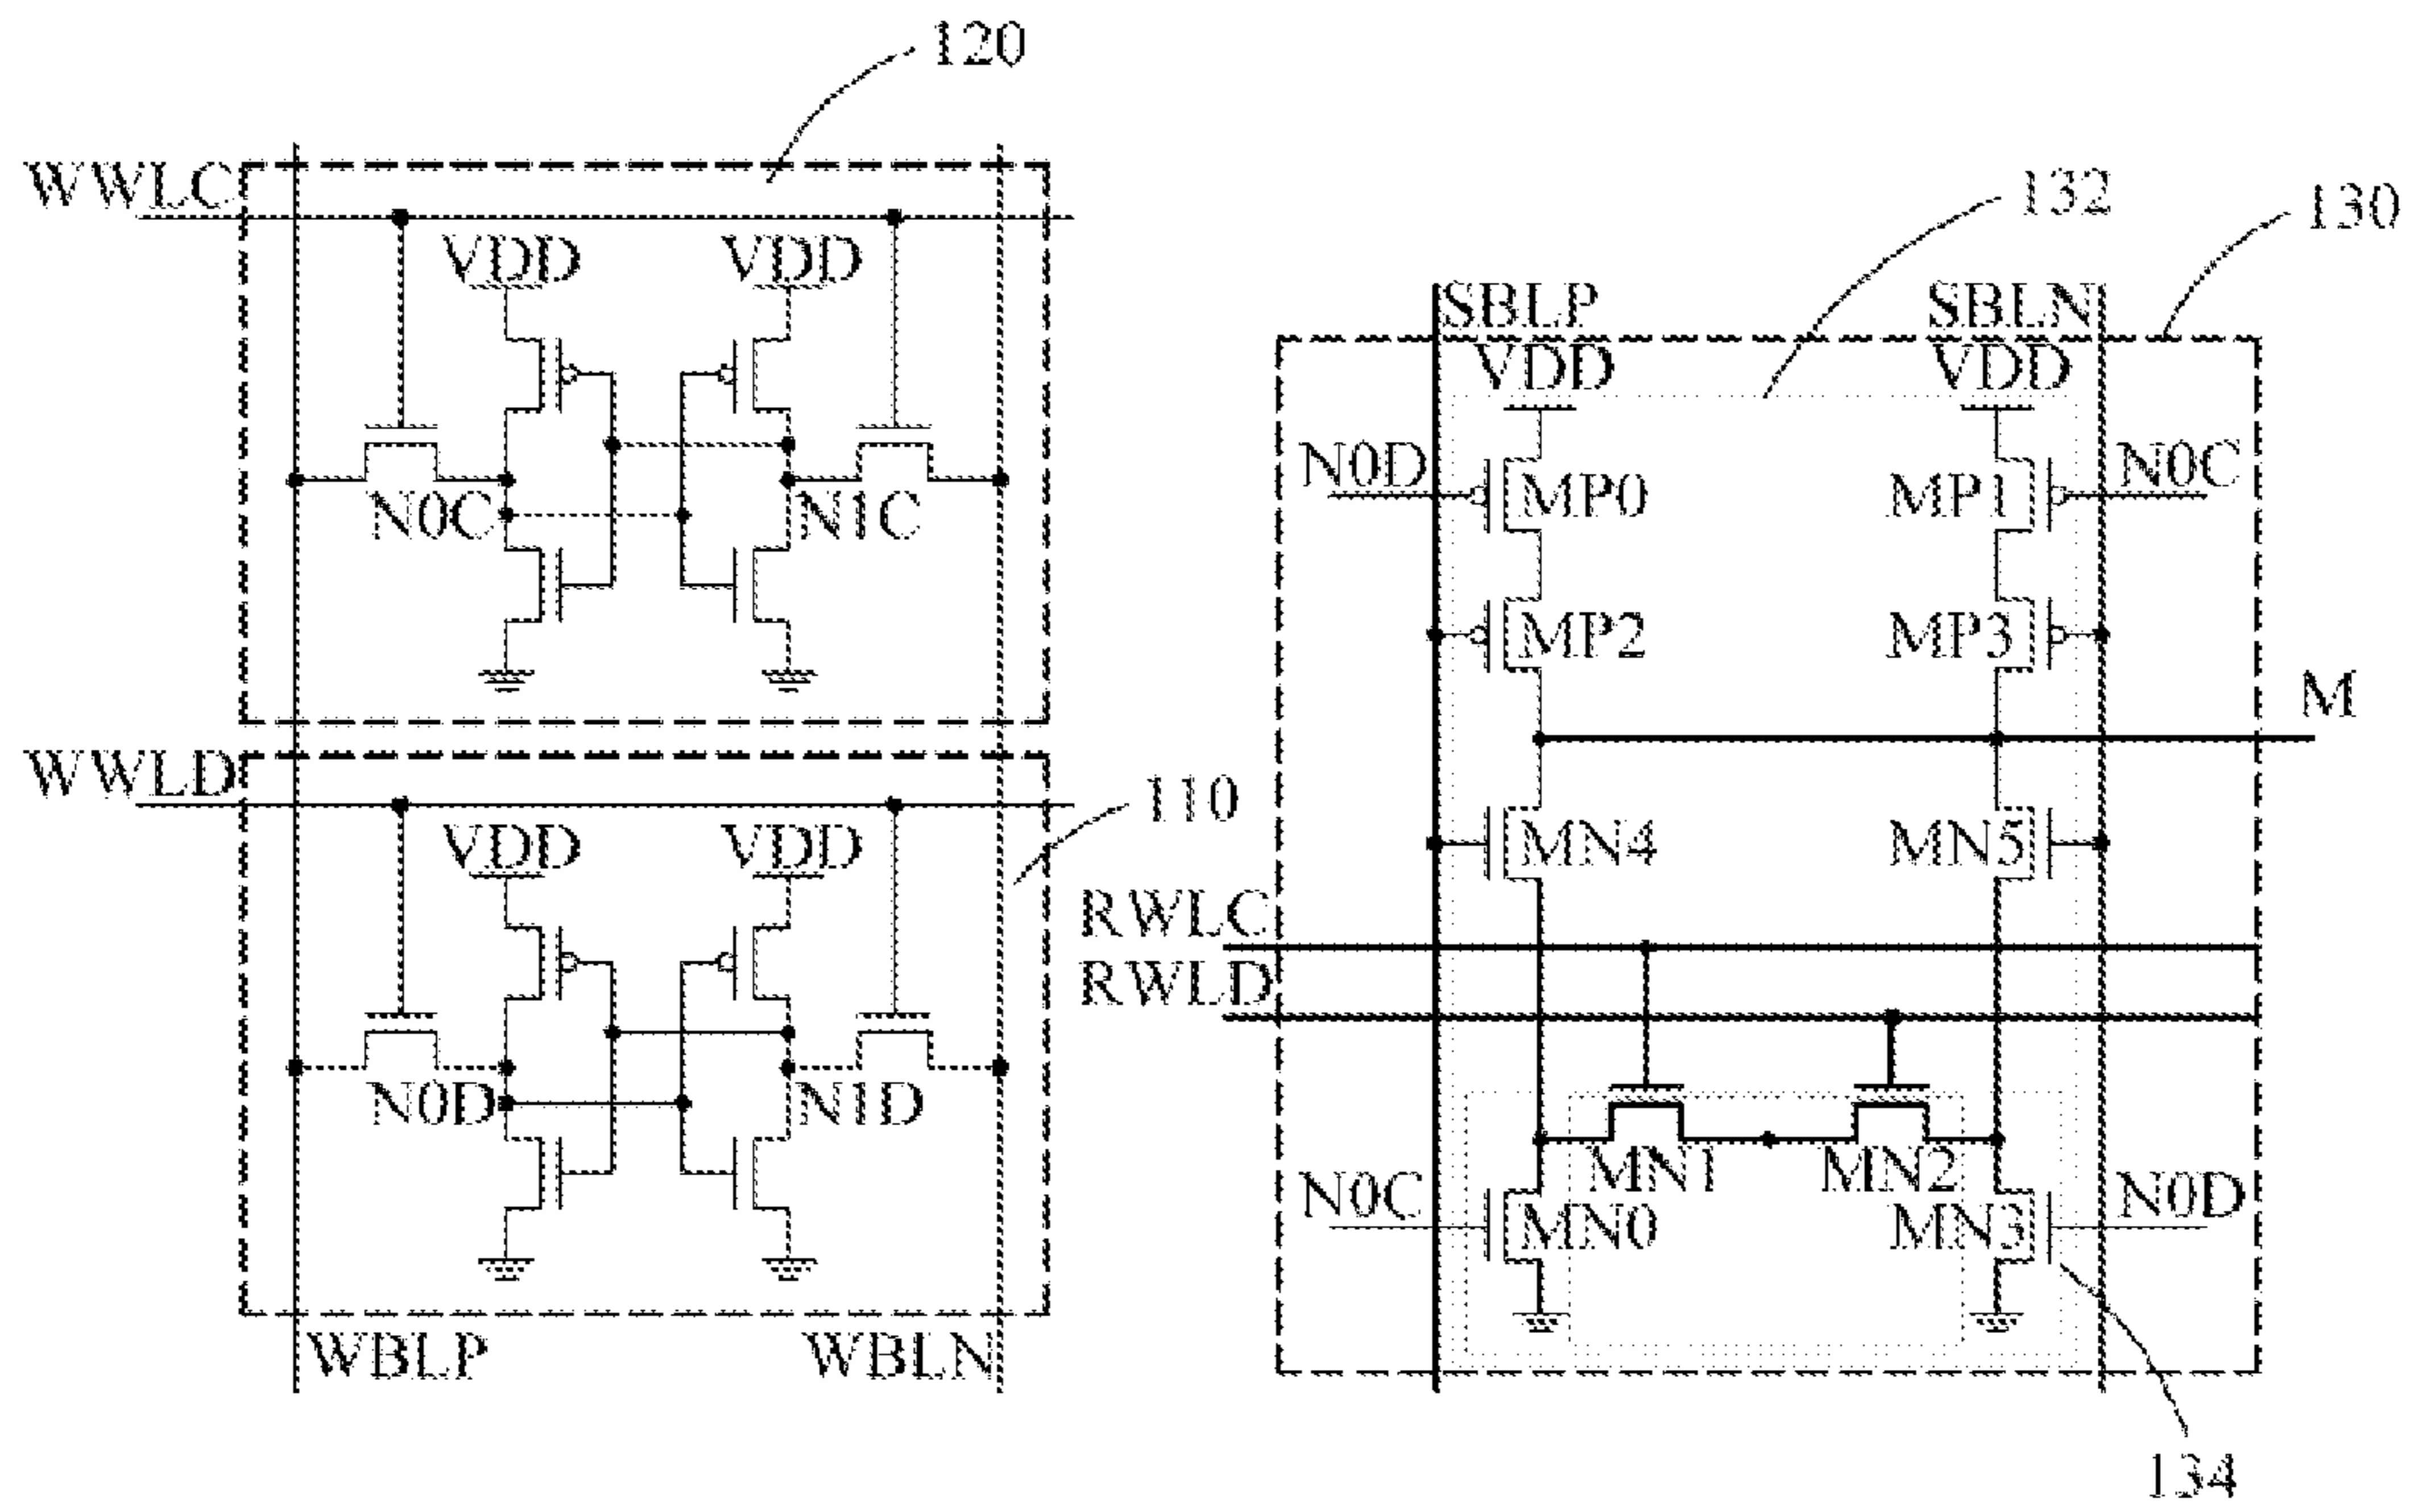 120
WWLC
VDD VDD
N0C N1C
WWLD
110
VDD VDD
N0D N1D
WBLP WBLN
132
130
SBLP SBLN
VDD VDD
N0D MP0 MP1 N0C
MP2 MP3
M
MN4 MN5
RWLC
RWLD
MN1 MN2
N0C MN0 MN3 N0D
134